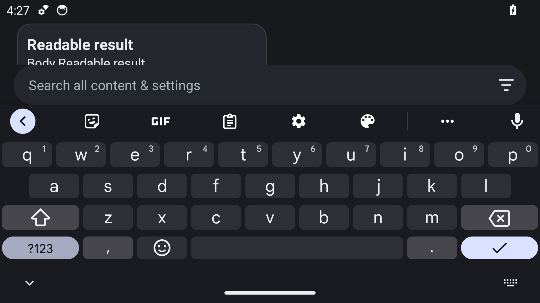 4:27
Readable result
Body Readable result
Search all content & settings
GIF
q 1 w 2 e 3 r 4 t 5 y 6 u 7 i 8 o 9 p 0
a s d f g h j k l
z x c v b n m
?123 , .